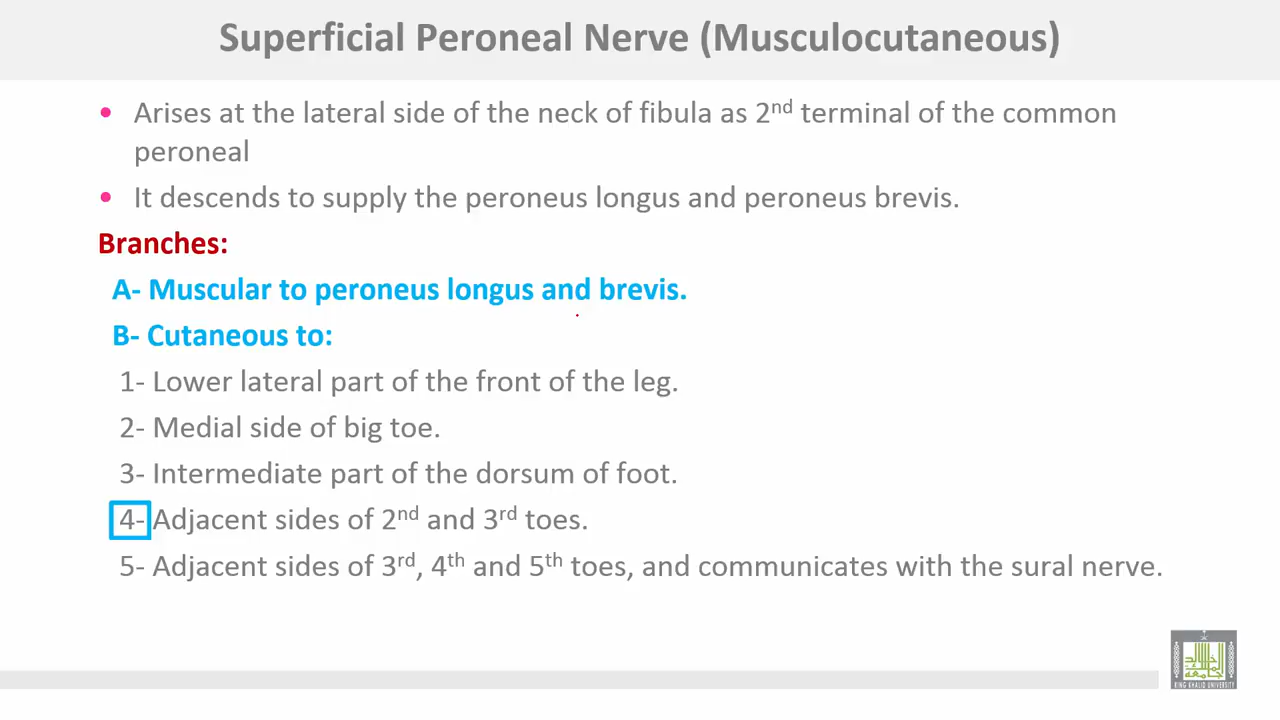 Superficial Peroneal Nerve (Musculocutaneous)
• Arises at the lateral side of the neck of fibula as 2nd terminal of the common
peroneal
• It descends to supply the peroneus longus and peroneus brevis.
Branches:
A- Muscular to peroneus longus and brevis.
B- Cutaneous to:
1- Lower lateral part of the front of the leg.
2- Medial side of big toe.
3- Intermediate part of the dorsum of foot.
4- Adjacent sides of 2nd and 3rd toes.
5- Adjacent sides of 3rd, 4th and 5th toes, and communicates with the sural nerve.
KING KHALID UNIVERSITY